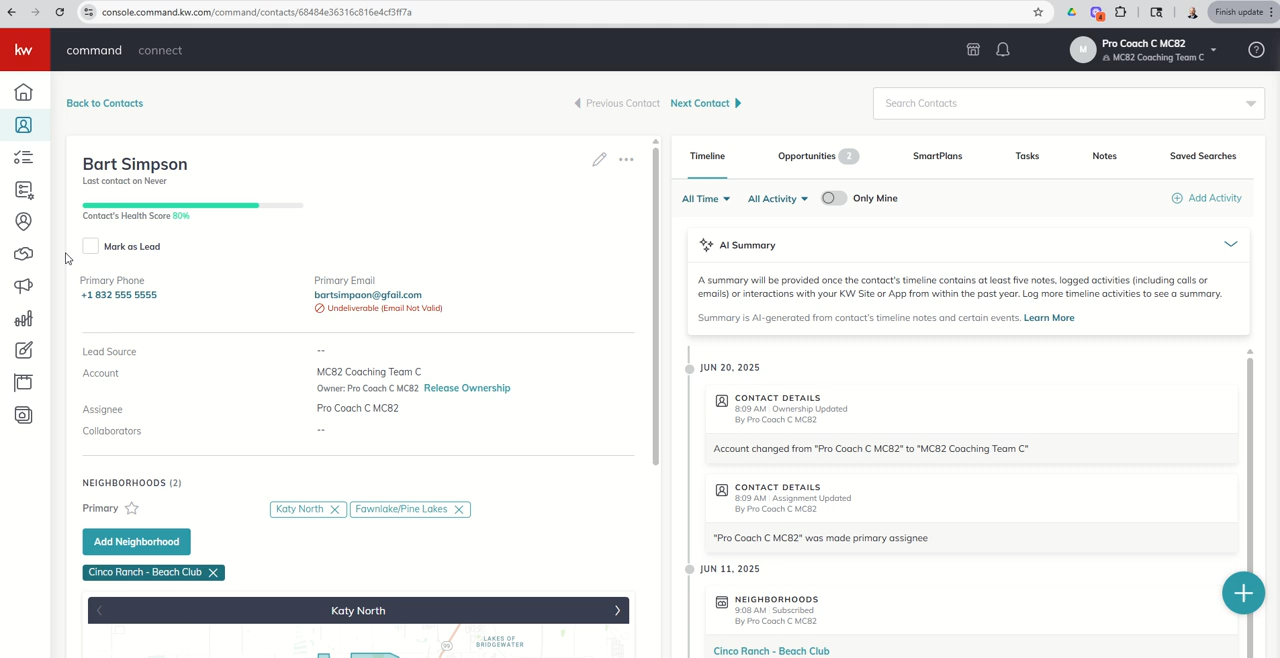 console.command.kw.com/command/contacts/68484e36316c816e4cf3ff7a
Finish update
kw
command connect
M
Pro Coach C MC82
MC82 Coaching Team C
Back to Contacts
Previous Contact Next Contact
Search Contacts
Bart Simpson
Last contact on Never
Contact's Health Score 80%
Mark as Lead
Primary Phone
+1 832 555 5555
Primary Email
bartsimpaon@gfail.com
Undeliverable (Email Not Valid)
Lead Source --
Account MC82 Coaching Team C
Owner: Pro Coach C MC82 Release Ownership
Assignee Pro Coach C MC82
Collaborators --
NEIGHBORHOODS (2)
Primary Katy North Fawnlake/Pine Lakes
Add Neighborhood
Cinco Ranch - Beach Club
Katy North
LAKES OF
BRIDGEWATER
99
Timeline Opportunities 2 SmartPlans Tasks Notes Saved Searches
All Time All Activity Only Mine Add Activity
AI Summary
A summary will be provided once the contact's timeline contains at least five notes, logged activities (including calls or
emails) or interactions with your KW Site or App from within the past year. Log more timeline activities to see a summary.
Summary is AI-generated from contact's timeline notes and certain events. Learn More
JUN 20, 2025
CONTACT DETAILS
8:09 AM | Ownership Updated
By Pro Coach C MC82
Account changed from "Pro Coach C MC82" to "MC82 Coaching Team C"
CONTACT DETAILS
8:09 AM | Assignment Updated
By Pro Coach C MC82
"Pro Coach C MC82" was made primary assignee
JUN 11, 2025
NEIGHBORHOODS
9:08 AM | Subscribed
By Pro Coach C MC82
Cinco Ranch - Beach Club